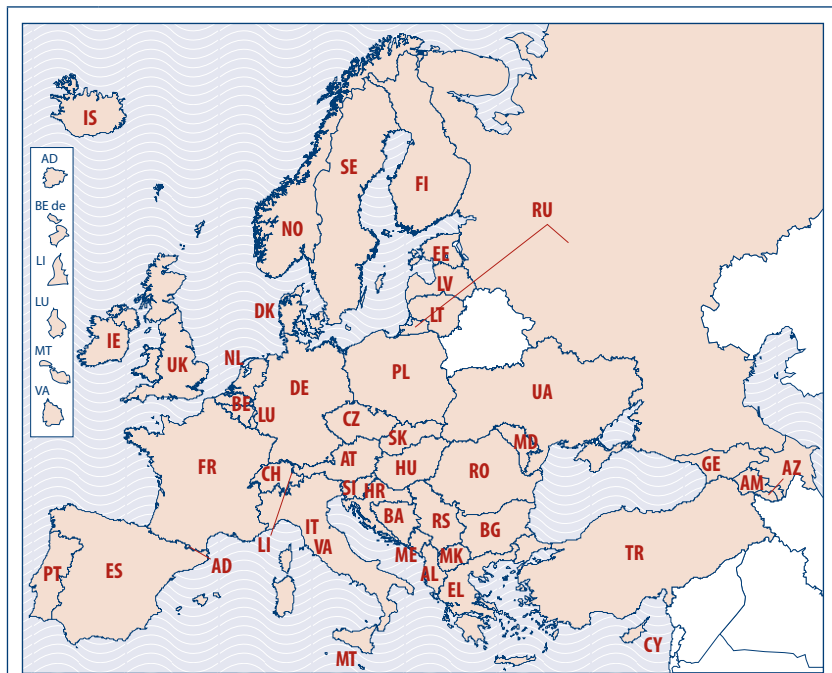 IS
AD
BE de
LI
LU
MT
VA
SE
FI
NO
RU
EE
LV
LT
DK
IE
UK
NL
BE
LU
DE
PL
CZ
SK
UA
MD
FR
CH
AT
HU
RO
SI
HR
GE
AM
AZ
BA
RS
BG
IT
VA
LI
ME
MK
AL
EL
TR
PT
ES
AD
MT
CY